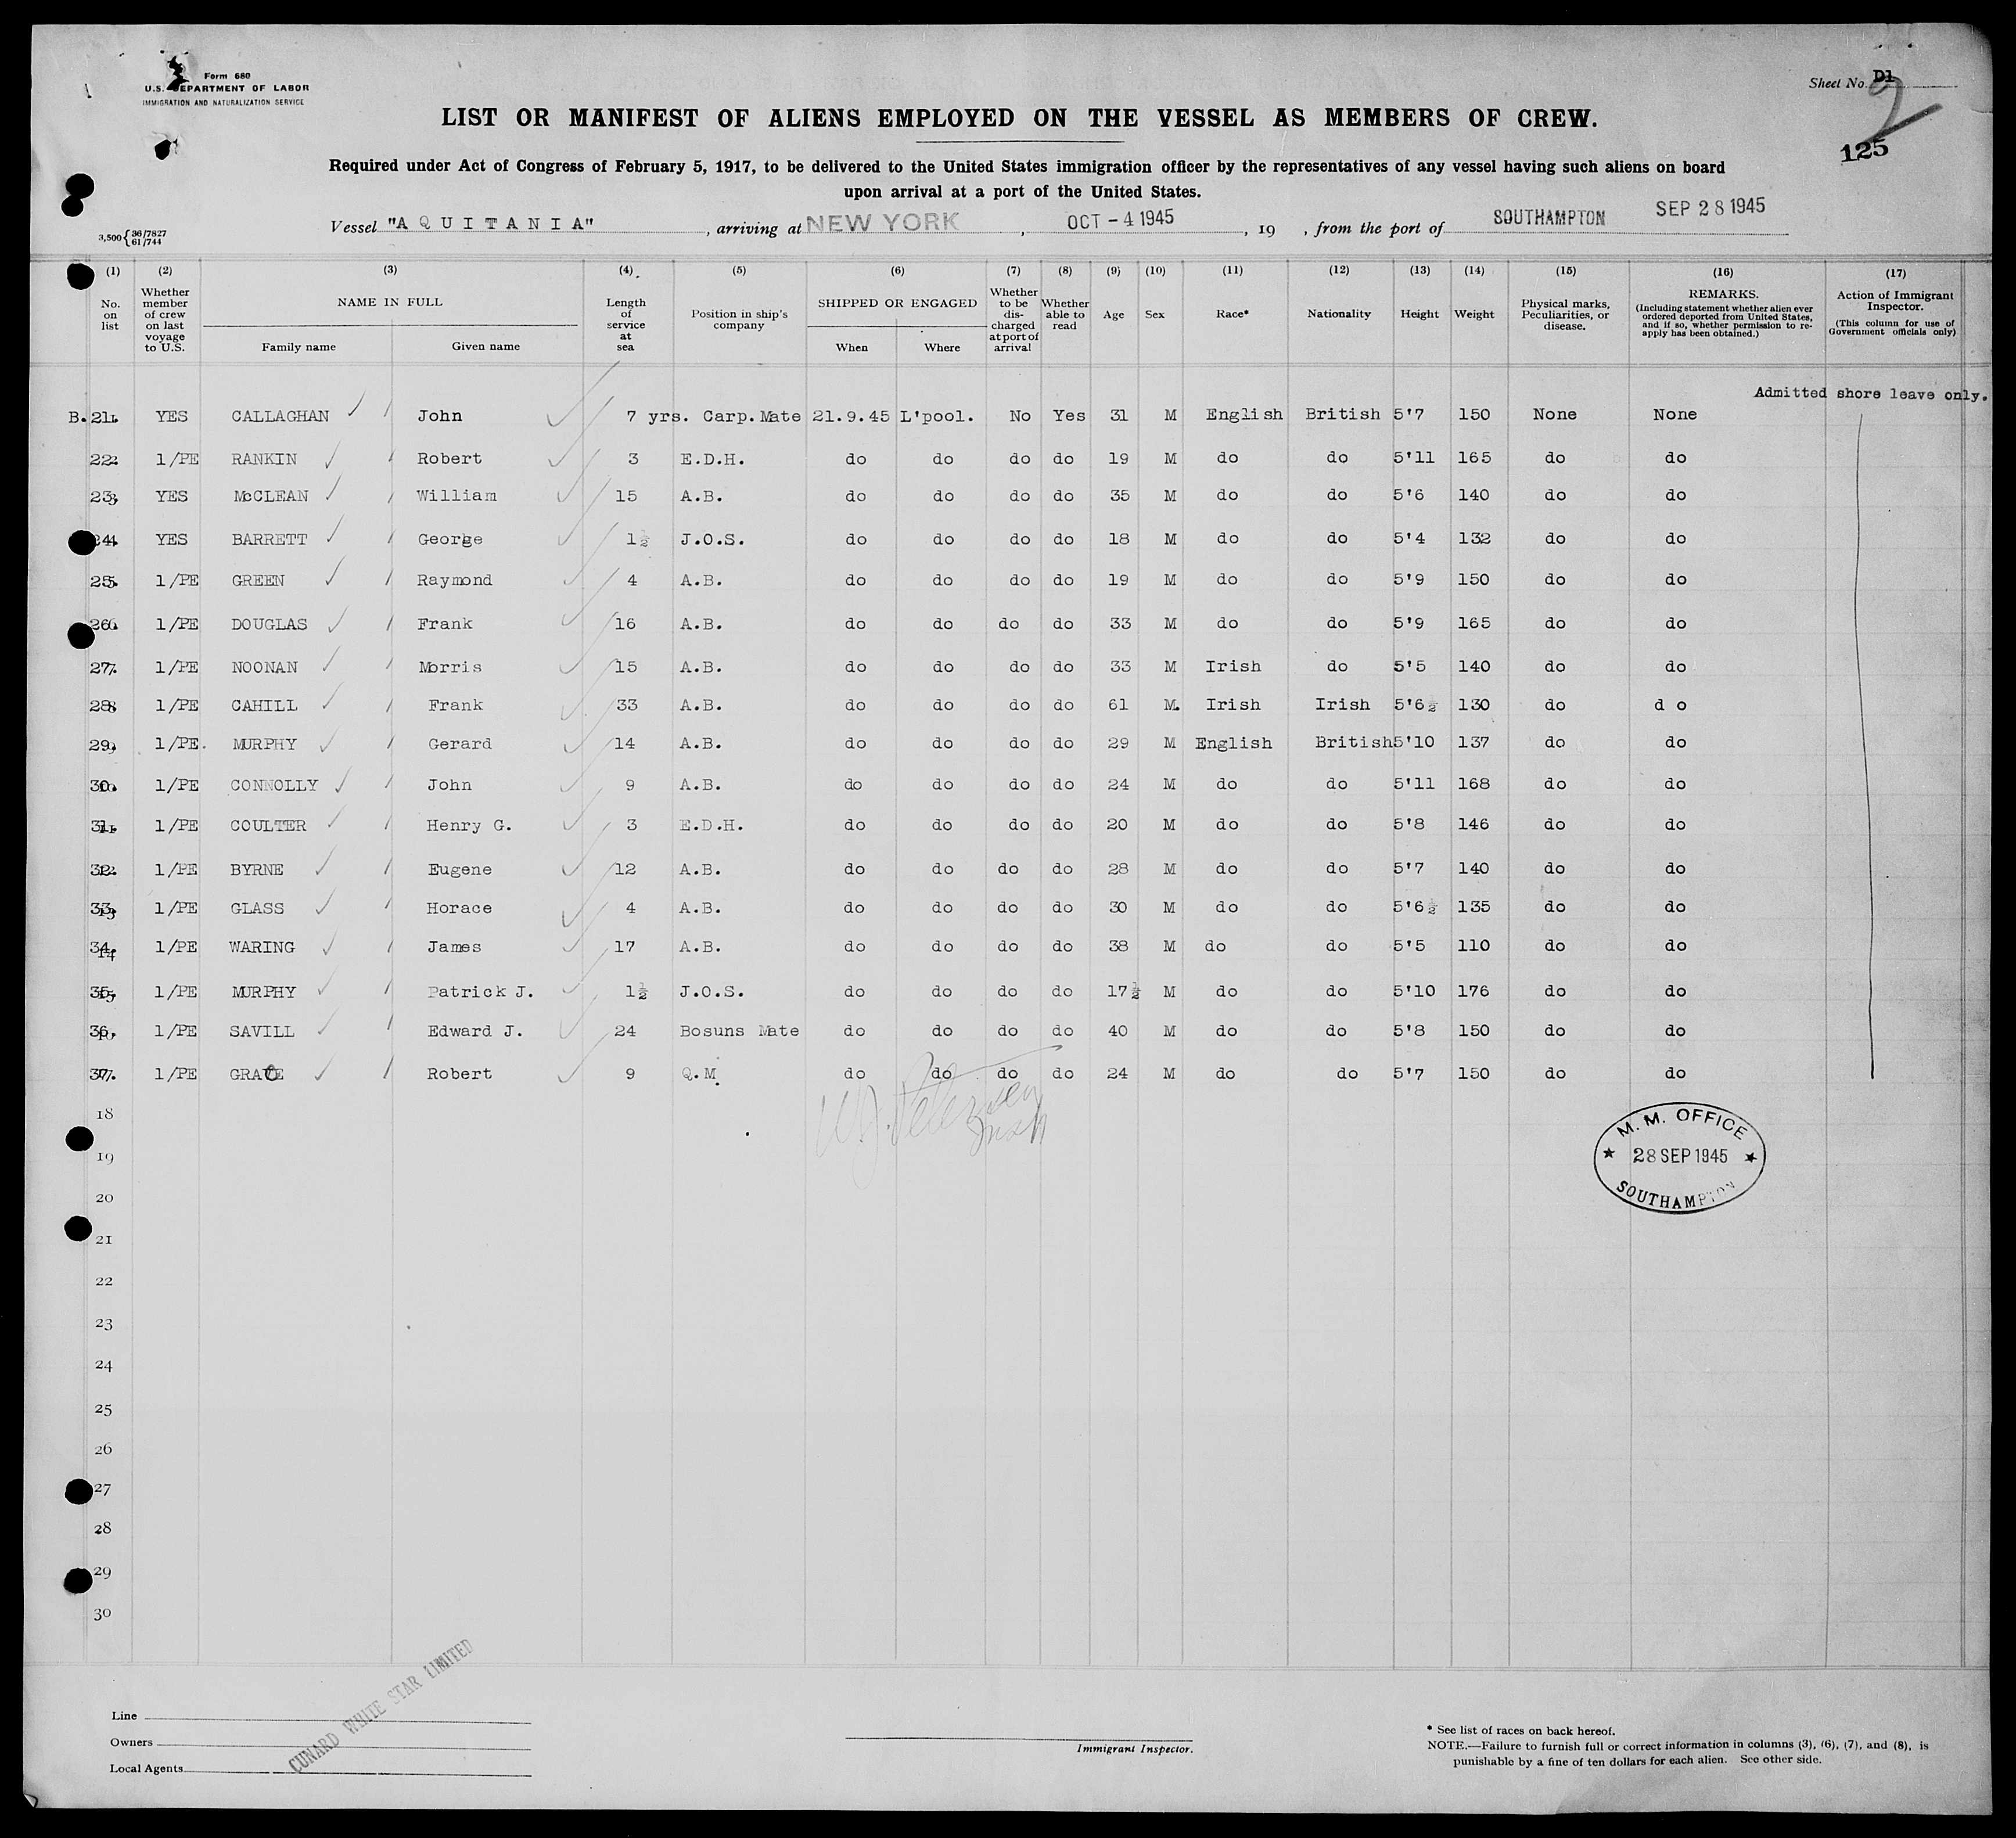 Form 680
U.S. DEPARTMENT OF LABOR
IMMIGRATION AND NATURALIZATION SERVICE
Sheet No. D1
2
125
LIST OR MANIFEST OF ALIENS EMPLOYED ON THE VESSEL AS MEMBERS OF CREW.
Required under Act of Congress of February 5, 1917, to be delivered to the United States immigration officer by the representatives of any vessel having such aliens on board
upon arrival at a port of the United States.
3,500 {36/7827 61/744
Vessel "AQUITANIA", arriving at NEW YORK, OCT - 4 1945, 19 , from the port of SOUTHAMPTON SEP 28 1945
(1) (2) (3) (4) (5) (6) (7) (8) (9) (10) (11) (12) (13) (14) (15) (16) (17)
No. on list
Whether member of crew on last voyage to U.S.
NAME IN FULL
Family name Given name
Length of service at sea
Position in ship's company
SHIPPED OR ENGAGED
When Where
Whether to be discharged at port of arrival
Whether able to read
Age
Sex
Race*
Nationality
Height
Weight
Physical marks, Peculiarities, or disease.
REMARKS.
(Including statement whether alien ever ordered deported from United States, and if so, whether permission to re-apply has been obtained.)
Action of Immigrant Inspector.
(This column for use of Government officials only)
Admitted shore leave only.
B. 21. YES CALLAGHAN John 7 yrs. Carp.Mate 21.9.45 L'pool. No Yes 31 M English British 5'7 150 None None
22. 1/PE RANKIN Robert 3 E.D.H. do do do do 19 M do do 5'11 165 do do
23. YES McCLEAN William 15 A.B. do do do do 35 M do do 5'6 140 do do
24. YES BARRETT George 1½ J.O.S. do do do do 18 M do do 5'4 132 do do
25. 1/PE GREEN Raymond 4 A.B. do do do do 19 M do do 5'9 150 do do
26. 1/PE DOUGLAS Frank 16 A.B. do do do do 33 M do do 5'9 165 do do
27. 1/PE NOONAN Morris 15 A.B. do do do do 33 M Irish do 5'5 140 do do
28. 1/PE CAHILL Frank 33 A.B. do do do do 61 M. Irish Irish 5'6½ 130 do d o
29. 1/PE. MURPHY Gerard 14 A.B. do do do do 29 M English British 5'10 137 do do
30. 1/PE CONNOLLY John 9 A.B. do do do do 24 M do do 5'11 168 do do
31. 1/PE COULTER Henry G. 3 E.D.H. do do do do 20 M do do 5'8 146 do do
32. 1/PE BYRNE Eugene 12 A.B. do do do do 28 M do do 5'7 140 do do
33. 1/PE GLASS Horace 4 A.B. do do do do 30 M do do 5'6½ 135 do do
34. 1/PE WARING James 17 A.B. do do do do 38 M do do 5'5 110 do do
35. 1/PE MURPHY Patrick J. 1½ J.O.S. do do do do 17½ M do do 5'10 176 do do
36. 1/PE SAVILL Edward J. 24 Bosuns Mate do do do do 40 M do do 5'8 150 do do
37. 1/PE Robert 9 Q.M. do do do do 24 M do do 5'7 150 do do
18
19
M. M. OFFICE
28 SEP 1945
SOUTHAMPTON
20
21
22
23
24
25
26
27
28
29
30
CUNARD WHITE STAR LIMITED
Line
Owners
Local Agents
Immigrant Inspector.
* See list of races on back hereof.
NOTE.—Failure to furnish full or correct information in columns (3), (6), (7), and (8), is
punishable by a fine of ten dollars for each alien. See other side.